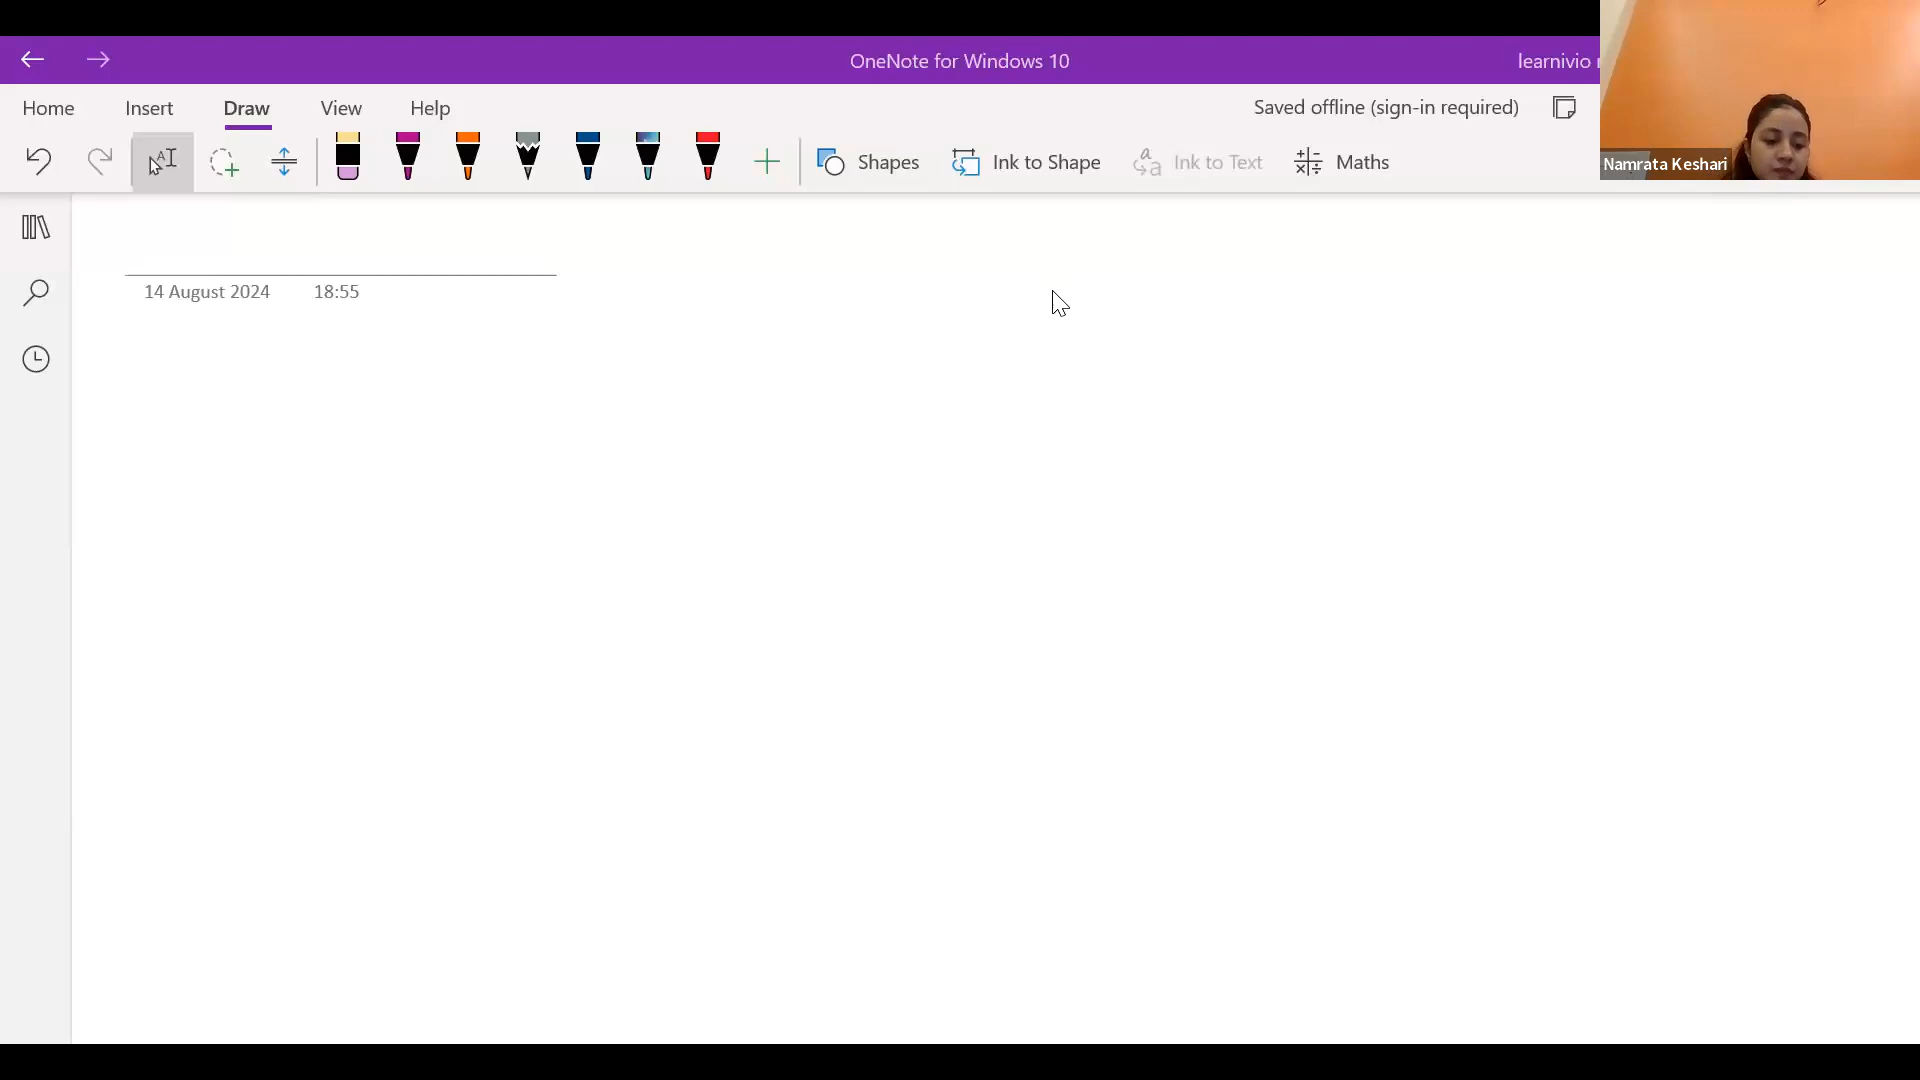 OneNote for Windows 10
learnivio
Home Insert Draw View Help
Saved offline (sign-in required)
Shapes Ink to Shape Ink to Text Maths
Namrata Keshari
14 August 2024 18:55